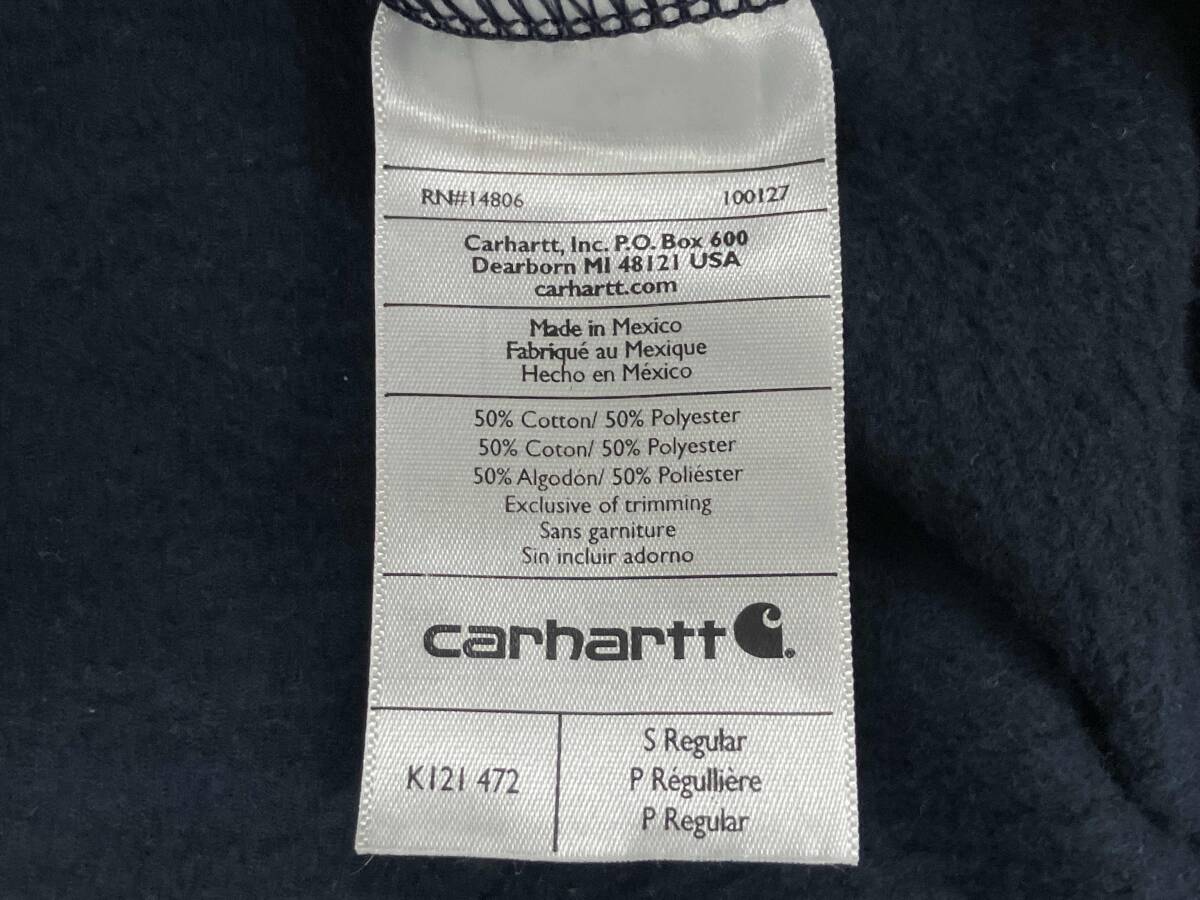 RN#14806 100127
Carhartt, Inc. P.O. Box 600
Dearborn MI 48121 USA
carhartt.com
Made in Mexico
Fabriqué au Mexique
Hecho en México
50% Cotton/ 50% Polyester
50% Coton/ 50% Polyester
50% Algodón/ 50% Poliéster
Exclusive of trimming
Sans garniture
Sin incluir adorno
carhartt
K121 472
S Regular
P Régullière
P Regular